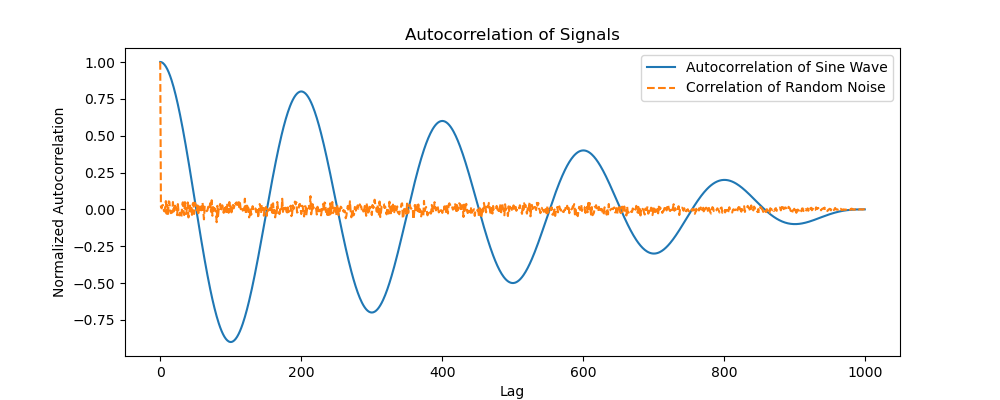 Autocorrelation of Signals
Autocorrelation of Sine Wave
Correlation of Random Noise
Normalized Autocorrelation
1.00
0.75
0.50
0.25
0.00
−0.25
−0.50
−0.75
0 200 400 600 800 1000
Lag